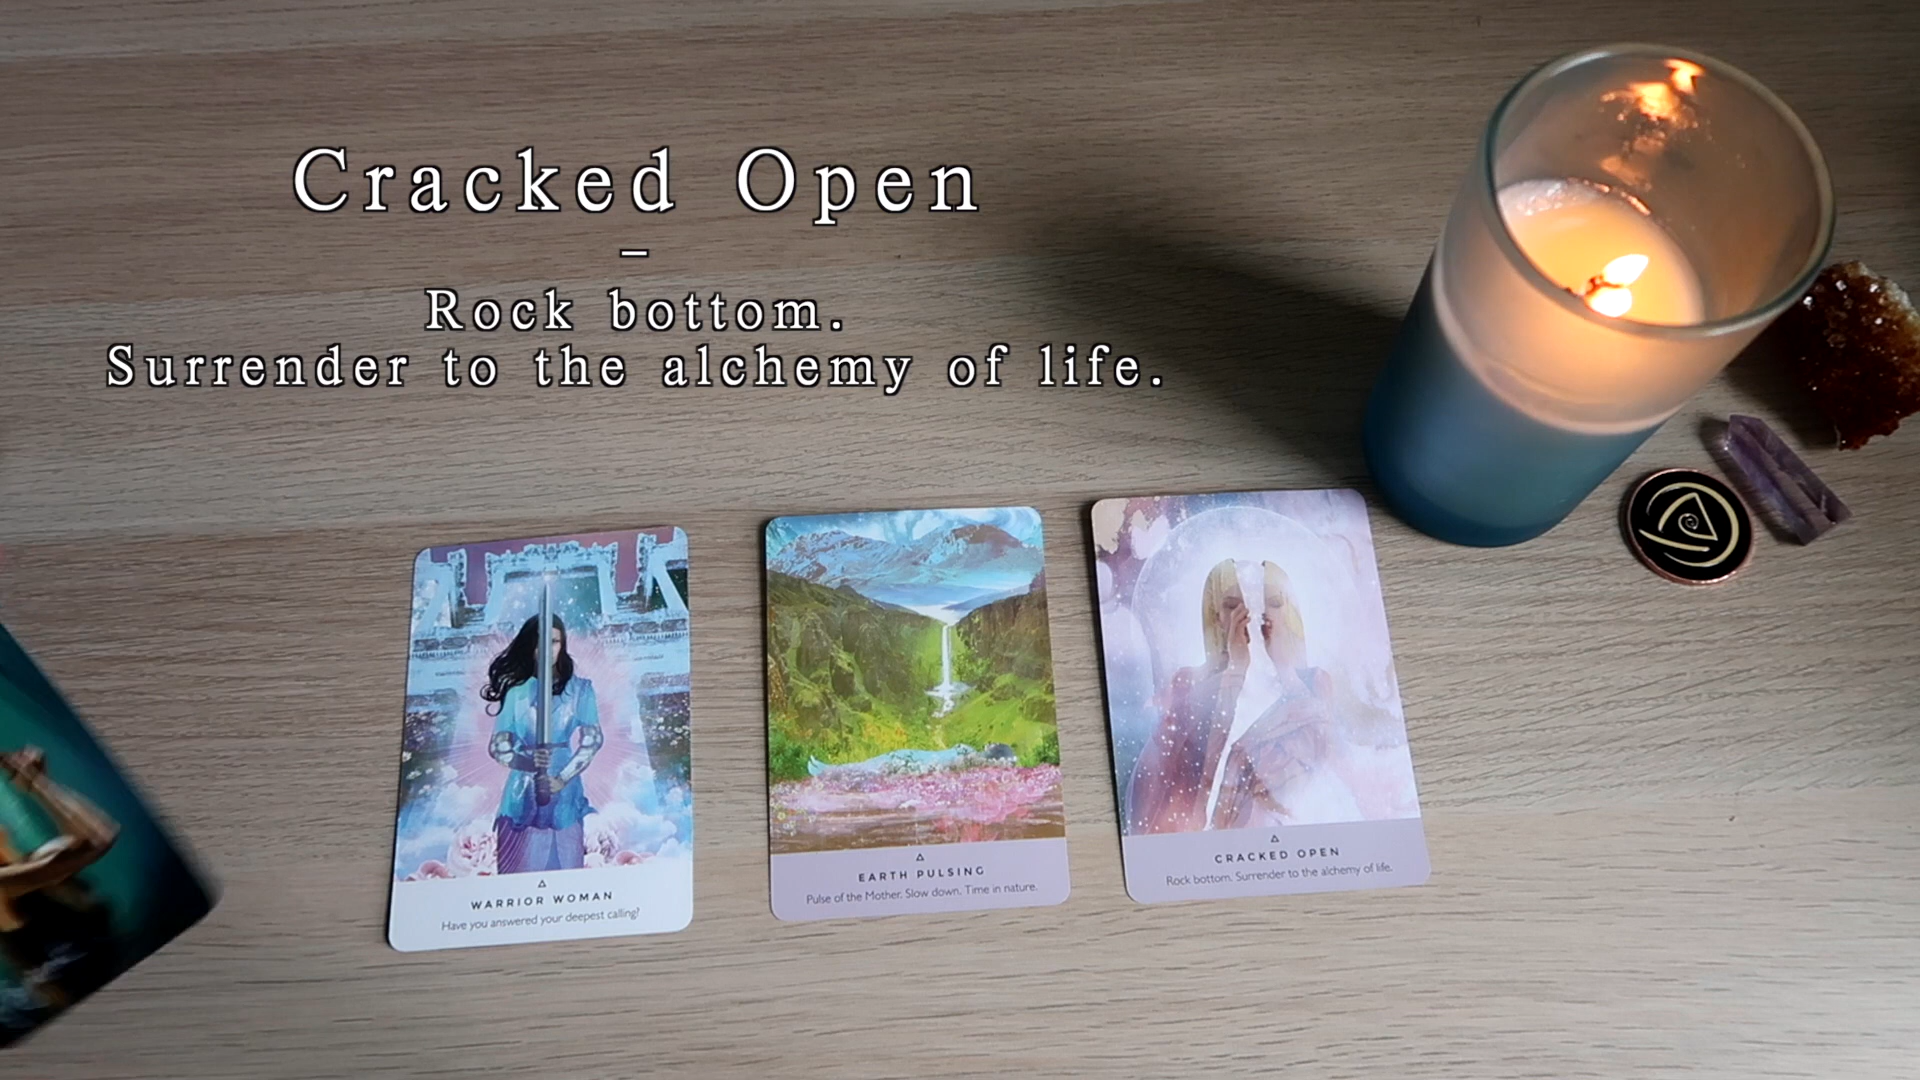 Cracked Open
–
Rock bottom.
Surrender to the alchemy of life.
WARRIOR WOMAN
Have you answered your deepest calling?
EARTH PULSING
Pulse of the Mother. Slow down. Time in nature.
CRACKED OPEN
Rock bottom. Surrender to the alchemy of life.